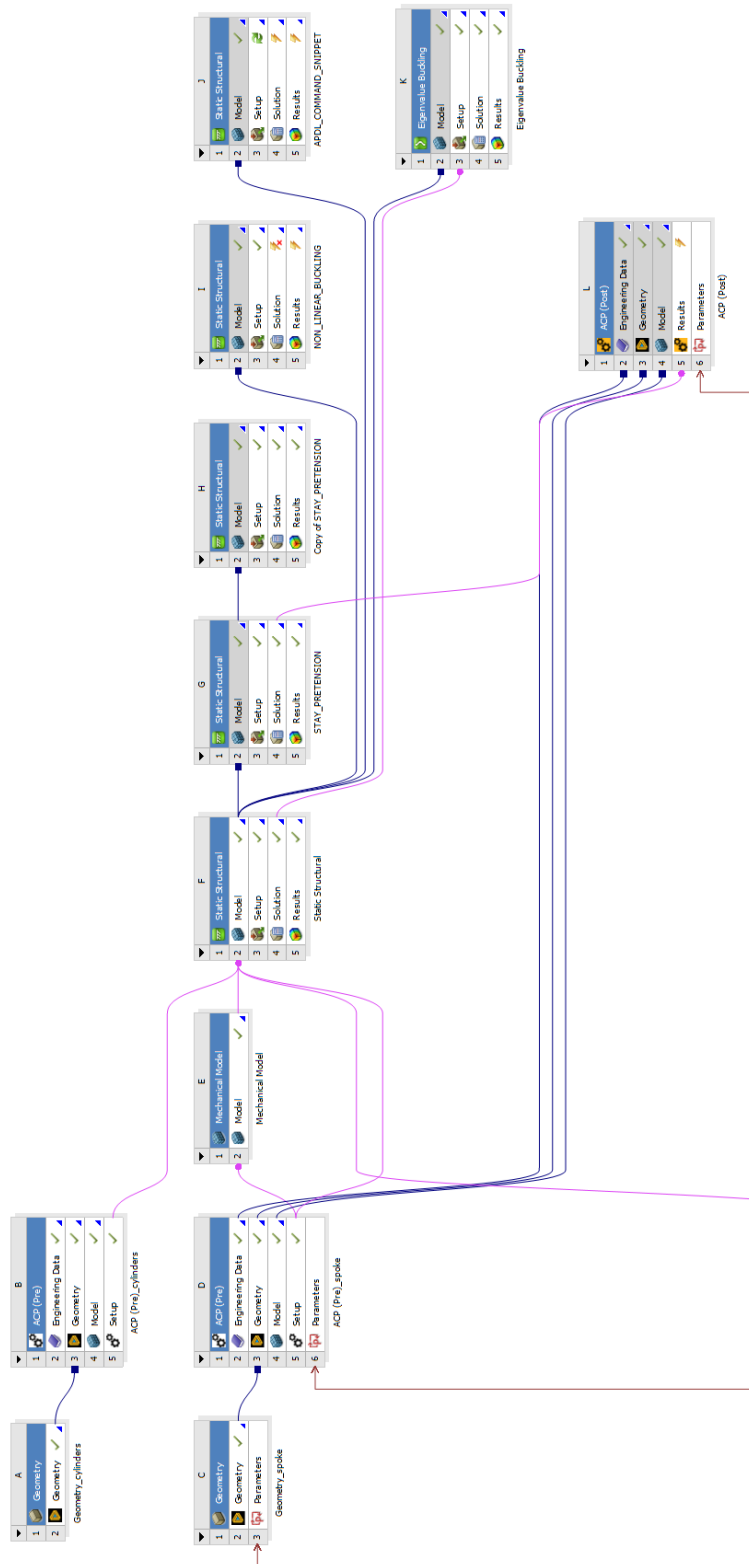 A
1 Geometry
2 Geometry
Geometry_cylinders
B
1 ACP (Pre)
2 Engineering Data
3 Geometry
4 Model
5 Setup
ACP (Pre)_cylinders
C
1 Geometry
2 Geometry
3 Parameters
Geometry_spoke
D
1 ACP (Pre)
2 Engineering Data
3 Geometry
4 Model
5 Setup
6 Parameters
ACP (Pre)_spoke
E
1 Mechanical Model
2 Model
Mechanical Model
F
1 Static Structural
2 Model
3 Setup
4 Solution
5 Results
Static Structural
G
1 Static Structural
2 Model
3 Setup
4 Solution
5 Results
STAY_PRETENSION
H
1 Static Structural
2 Model
3 Setup
4 Solution
5 Results
Copy of STAY_PRETENSION
I
1 Static Structural
2 Model
3 Setup
4 Solution
5 Results
NON_LINEAR_BUCKLING
J
1 Static Structural
2 Model
3 Setup
4 Solution
5 Results
APDL_COMMAND_SNIPPET
K
1 Eigenvalue Buckling
2 Model
3 Setup
4 Solution
5 Results
Eigenvalue Buckling
L
1 ACP (Post)
2 Engineering Data
3 Geometry
4 Model
5 Results
6 Parameters
ACP (Post)